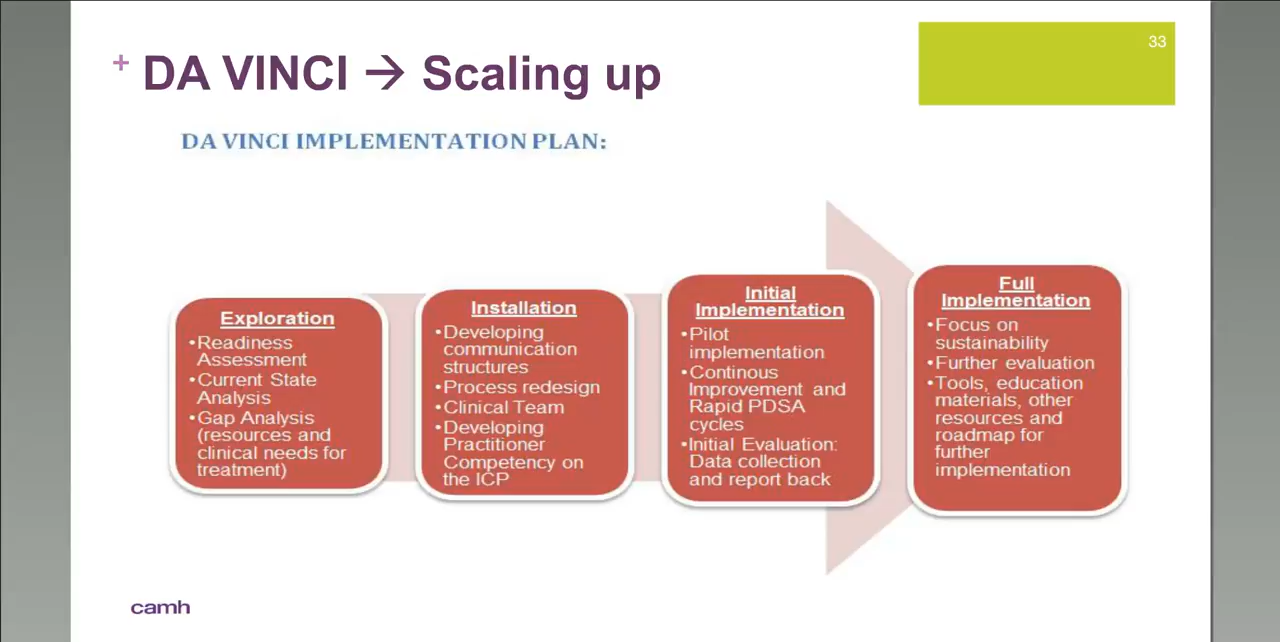 33
+ DA VINCI → Scaling up
DA VINCI IMPLEMENTATION PLAN:
Exploration
•Readiness
Assessment
•Current State
Analysis
•Gap Analysis
(resources and
clinical needs for
treatment)
Installation
•Developing
communication
structures
•Process redesign
•Clinical Team
•Developing
Practitioner
Competency on
the ICP
Initial
Implementation
•Pilot
implementation
•Continous
Improvement and
Rapid PDSA
cycles
•Initial Evaluation:
Data collection
and report back
Full
Implementation
•Focus on
sustainability
•Further evaluation
•Tools, education
materials, other
resources and
roadmap for
further
implementation
camh